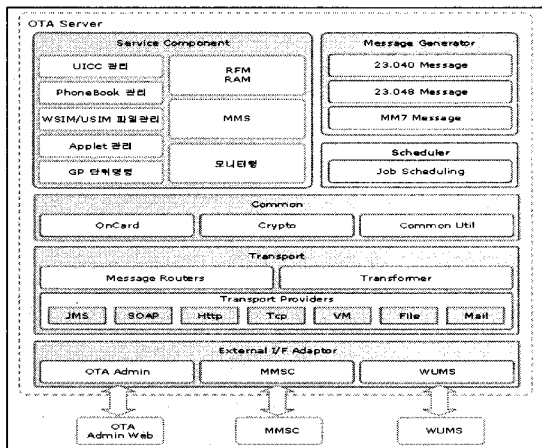 OTA Server
Service Component
UICC 관리
PhoneBook 관리
WSIM/USIM 파일관리
Applet 관리
GP 단위명령
RFM
RAM
MMS
모니터링
Message Generator
23.040 Message
23.048 Message
MM7 Message
Scheduler
Job Scheduling
Common
OnCard
Crypto
Common Util
Transport
Message Routers
Transformer
Transport Providers
JMS
SOAP
Http
Tcp
VM
File
Mail
External I/F Adaptor
OTA Admin
MMSC
WUMS
OTA
Admin Web
MMSC
WUMS